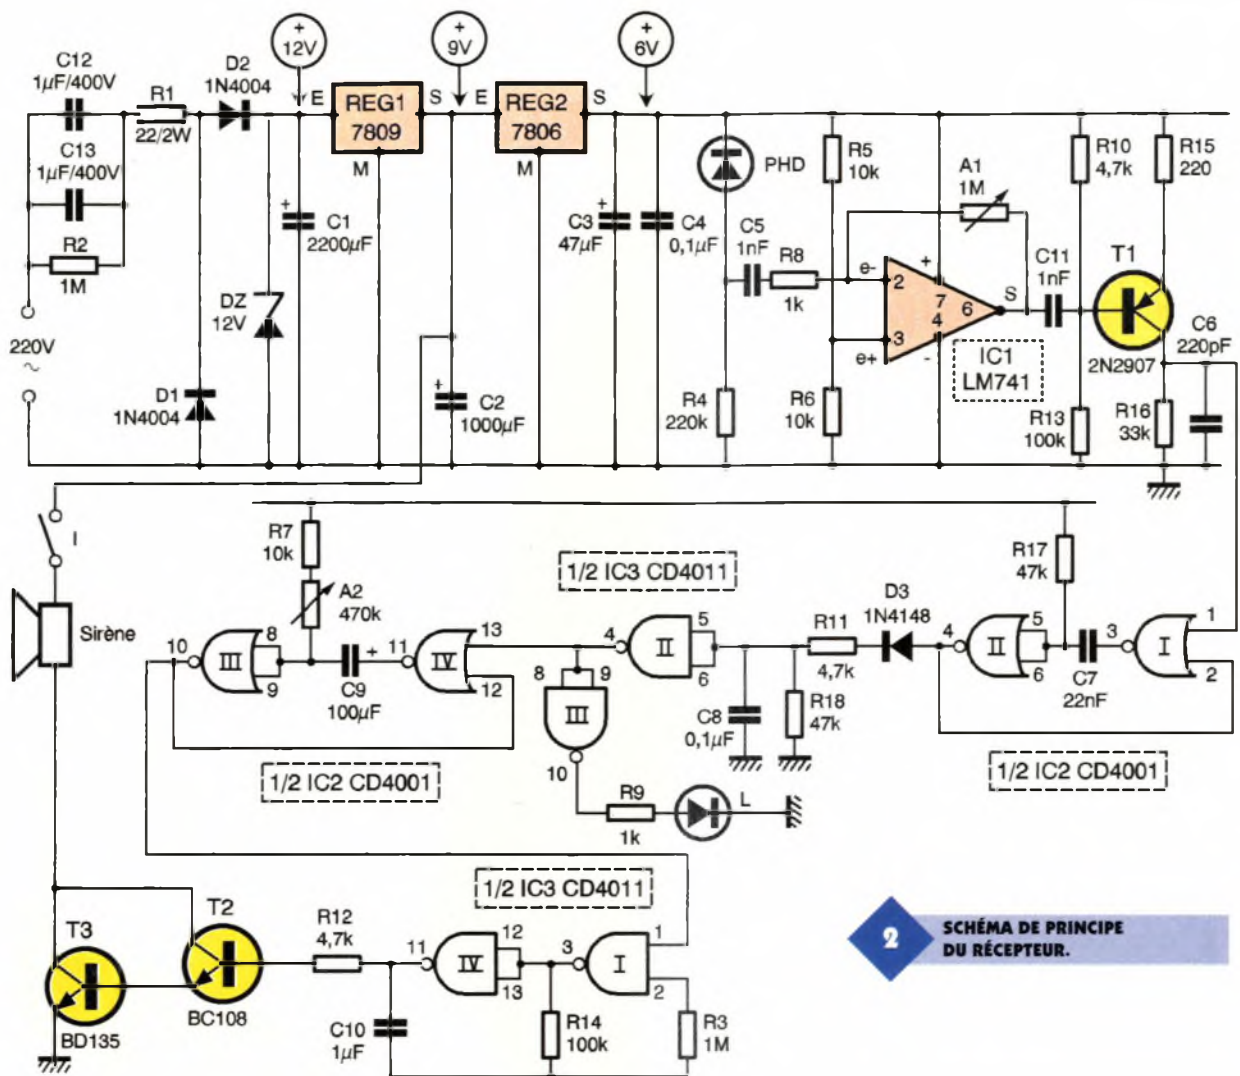 +
12V
+
9V
+
6V
C12
1µF/400V
R1
22/2W
D2
1N4004
E
REG1
7809
S
M
E
REG2
7806
S
M
C13
1µF/400V
R2
1M
220V
~
D1
1N4004
DZ
12V
+
C1
2200µF
+
C2
1000µF
+
C3
47µF
C4
0,1µF
PHD
R4
220k
C5
1nF
R8
1k
R5
10k
R6
10k
A1
1M
e-
2
e+
3
+
7
4
-
6
S
IC1
LM741
C11
1nF
R10
4,7k
R13
100k
R15
220
T1
2N2907
R16
33k
C6
220pF
I
Sirène
R7
10k
A2
470k
10
III
8
9
C9
100µF
+
11
IV
13
12
1/2 IC2 CD4001
1/2 IC3 CD4011
4
II
5
6
8
9
III
10
R9
1k
L
C8
0,1µF
R18
47k
R11
4,7k
D3
1N4148
4
II
5
6
R17
47k
C7
22nF
3
I
1
2
1/2 IC2 CD4001
1/2 IC3 CD4011
T3
BD135
T2
BC108
R12
4,7k
C10
1µF
11
IV
12
13
3
I
1
2
R14
100k
R3
1M
2
SCHÉMA DE PRINCIPE
DU RÉCEPTEUR.